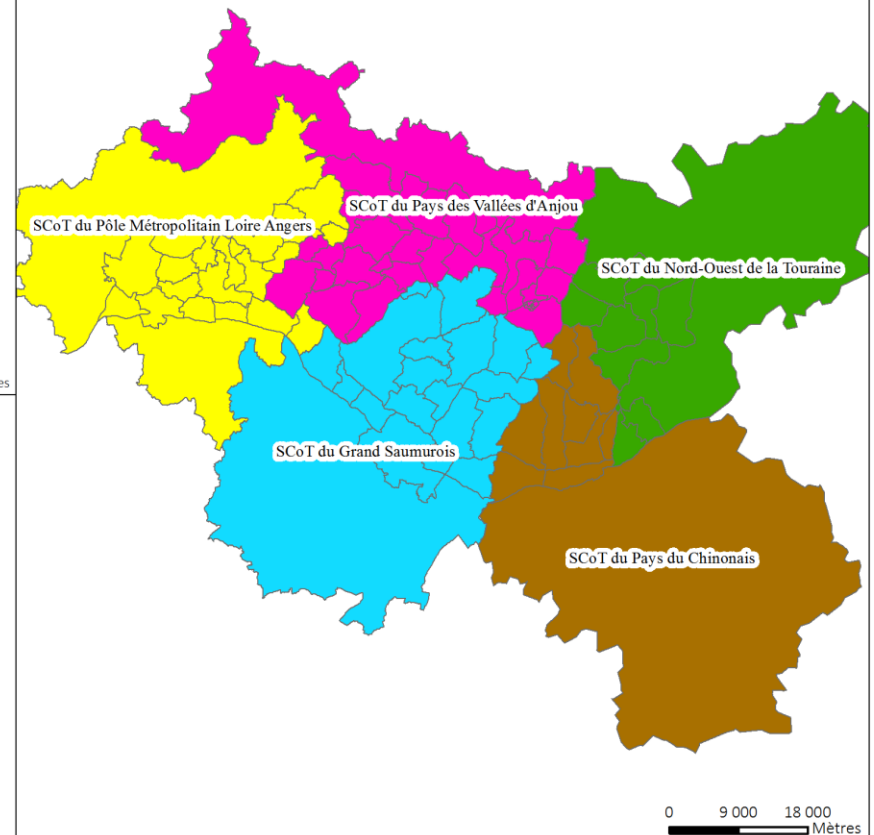 SCoT du Pays des Vallées d'Anjou
SCoT du Pôle Métropolitain Loire Angers
SCoT du Nord-Ouest de la Touraine
es
SCoT du Grand Saumurois
SCoT du Pays du Chinonais
0 9 000 18 000
Mètres